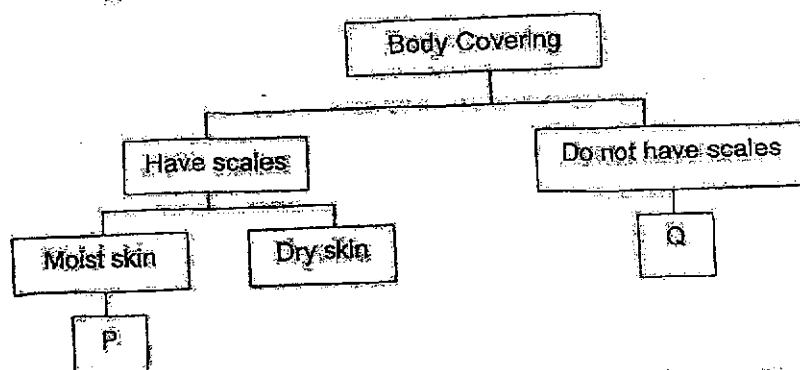 Body Covering
Have scales
Do not have scales
Moist skin
Dry skin
Q
P